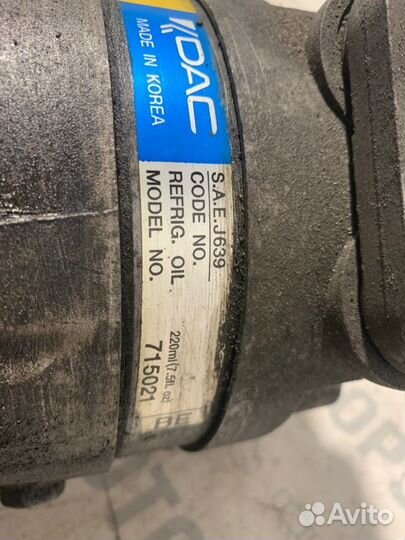 DAC
MADE IN KOREA
S.A.E.J639
CODE NO.
REFRIG. OIL
220ml(7.5fl. oz)
MODEL NO.
715021
Avito